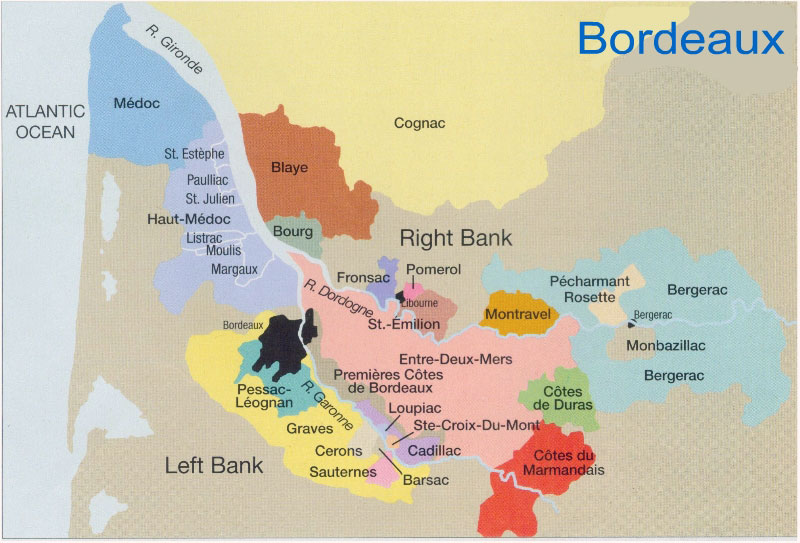 Bordeaux
R. Gironde
ATLANTIC
OCEAN
Médoc
Cognac
St. Estèphe
Blaye
Paulliac
St. Julien
Haut-Médoc
Bourg
Listrac
Moulis
Right Bank
Margaux
Fronsac
Pomerol
Pécharmant
Rosette
Bergerac
R. Dordogne
Libourne
Montravel
Bergerac
St.-Émilion
Bordeaux
Monbazillac
Entre-Deux-Mers
Premières Côtes
de Bordeaux
Bergerac
Pessac-
Léognan
R. Garonne
Côtes
de Duras
Loupiac
Graves
Ste-Croix-Du-Mont
Cerons
Cadillac
Left Bank
Sauternes
Barsac
Côtes du
Marmandais